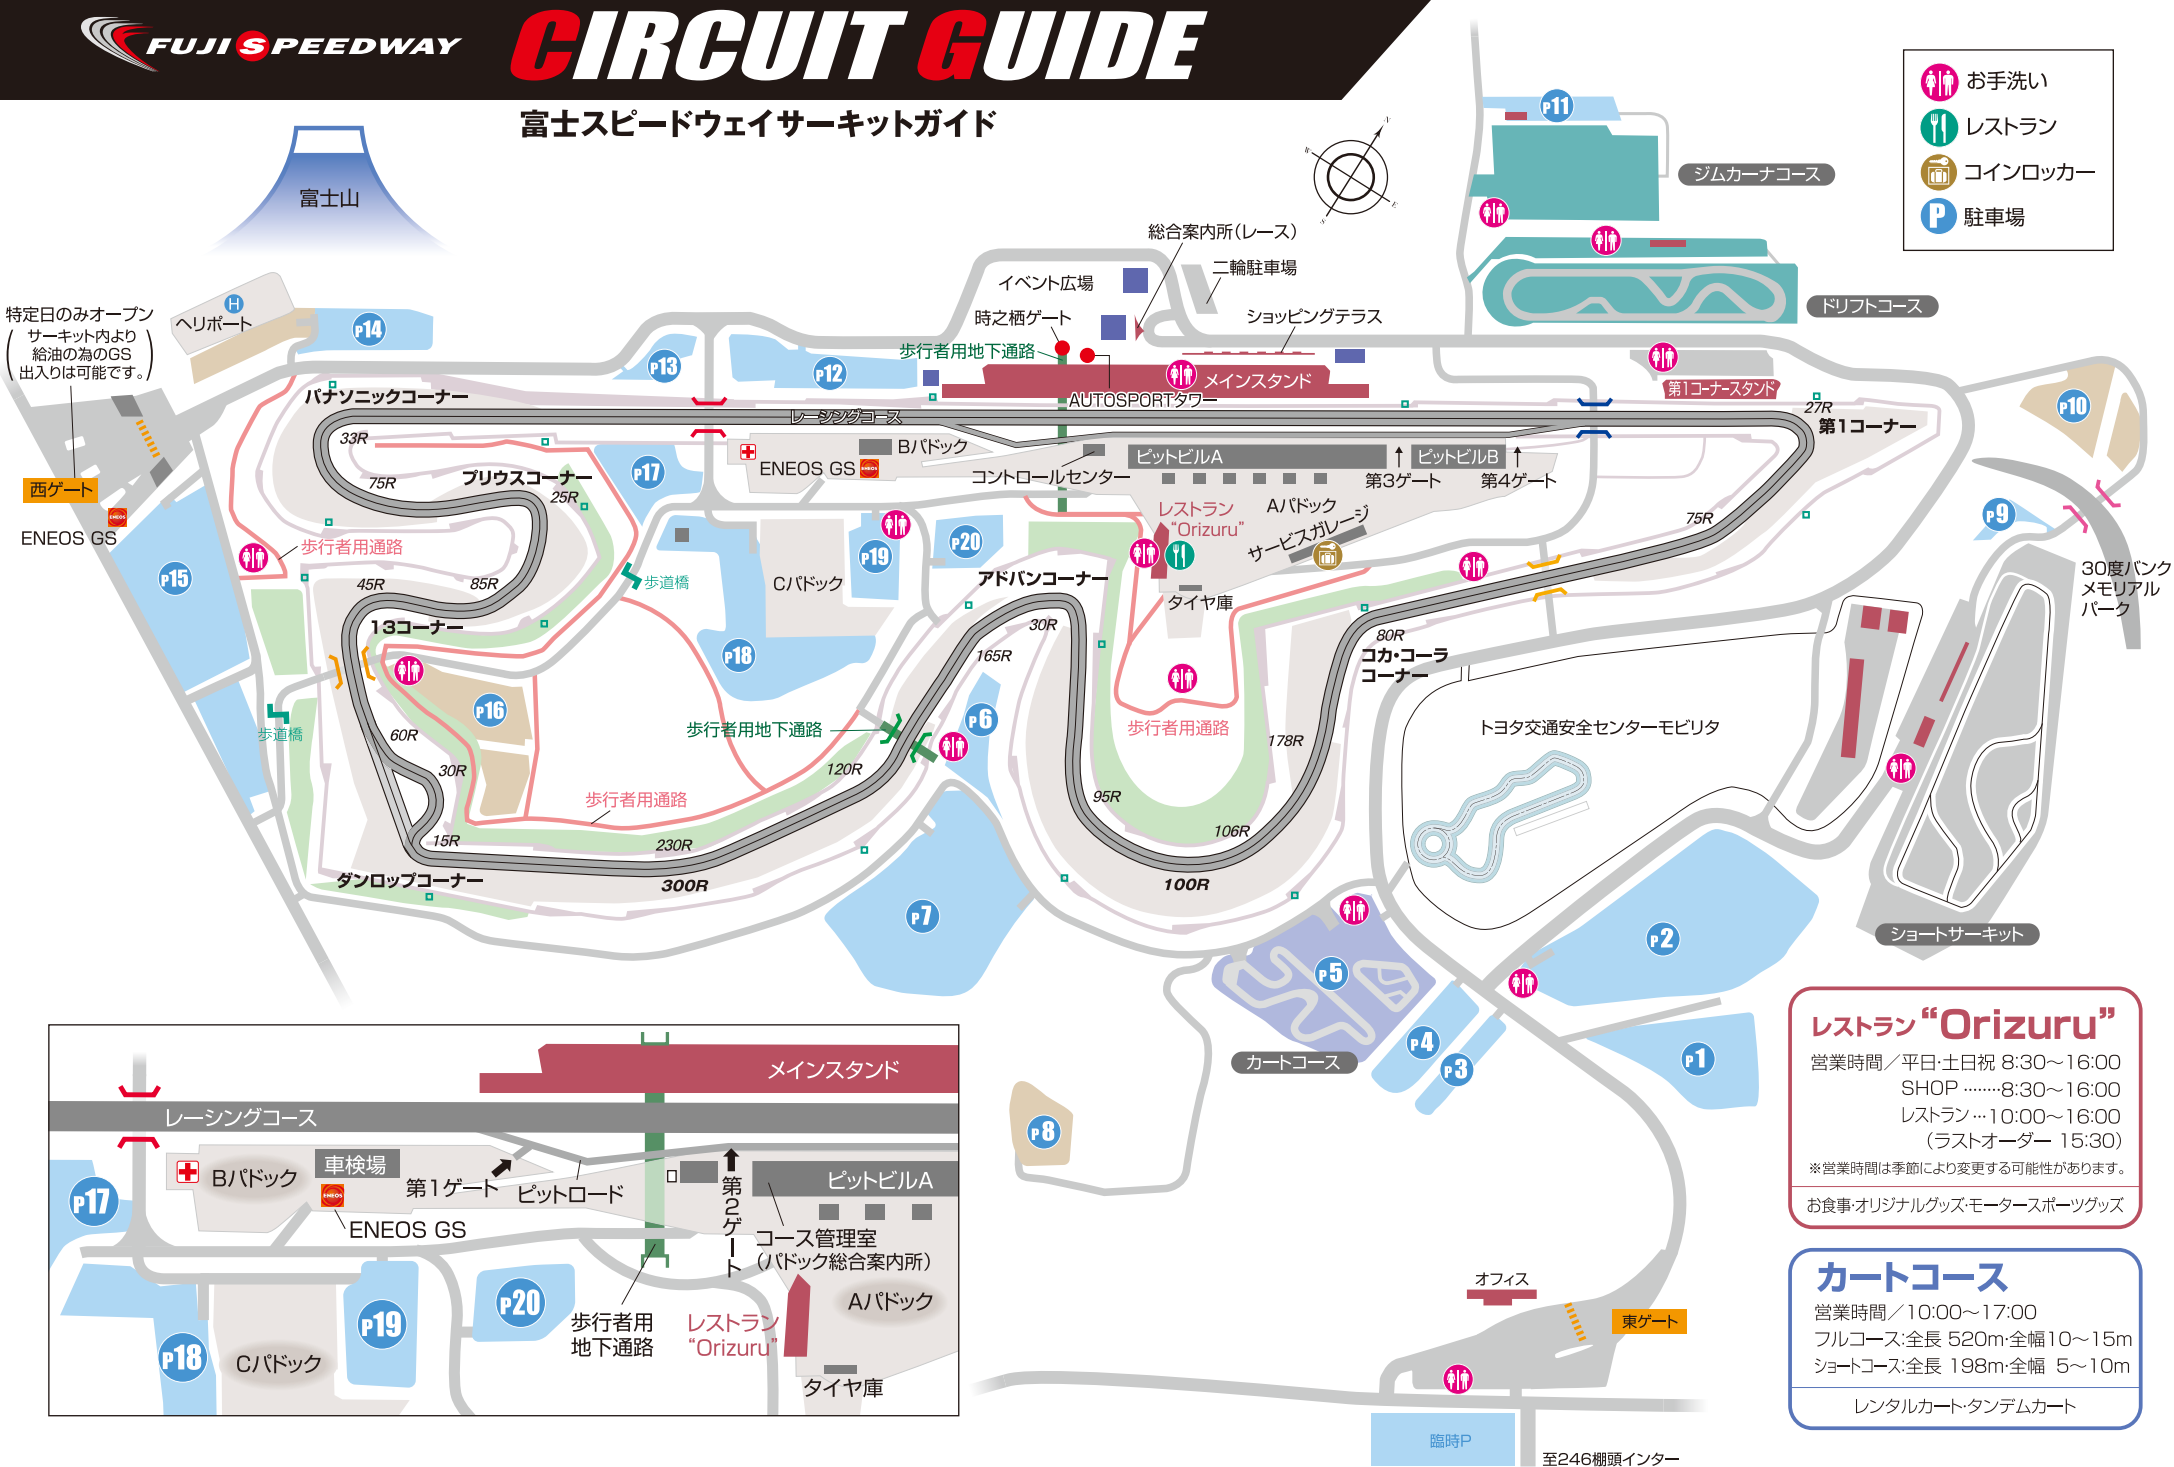 FUJI SPEEDWAY
CIRCUIT GUIDE
富士スピードウェイサーキットガイド
お手洗い
レストラン
コインロッカー
P 駐車場
富士山
N
W
E
S
P11
ジムカーナコース
ドリフトコース
総合案内所(レース)
二輪駐車場
イベント広場
時之栖ゲート
ショッピングテラス
歩行者用地下通路
メインスタンド
AUTOSPORTタワー
第1コーナースタンド
特定日のみオープン
(サーキット内より
給油の為のGS
出入りは可能です。)
H
ヘリポート
P14
P13
P12
P10
パナソニックコーナー
レーシングコース
27R
第1コーナー
33R
75R
プリウスコーナー
25R
P17
ENEOS GS
ENEOS
Bパドック
コントロールセンター
ピットビルA
ピットビルB
第3ゲート
第4ゲート
西ゲート
ENEOS
ENEOS GS
歩行者用通路
P15
レストラン
“Orizuru”
Aパドック
サービスガレージ
75R
P9
30度バンク
メモリアル
パーク
P19
P20
Cパドック
アドバンコーナー
タイヤ庫
歩道橋
45R
85R
13コーナー
30R
165R
80R
コカ・コーラ
コーナー
P18
P16
P6
歩行者用地下通路
歩行者用通路
歩道橋
60R
30R
120R
178R
トヨタ交通安全センターモビリタ
歩行者用通路
95R
106R
15R
230R
ダンロップコーナー
300R
100R
P7
P2
ショートサーキット
P5
P4
P3
P1
カートコース
P8
メインスタンド
レーシングコース
Bパドック
車検場
ENEOS
第1ゲート
ピットロード
第2ゲート
ピットビルA
P17
ENEOS GS
コース管理室
(パドック総合案内所)
P20
P19
P18
Cパドック
歩行者用
地下通路
レストラン
“Orizuru”
Aパドック
タイヤ庫
レストラン“Orizuru”
営業時間/平日・土日祝 8:30～16:00
SHOP ········8:30～16:00
レストラン…10:00～16:00
(ラストオーダー 15:30)
※営業時間は季節により変更する可能性があります。
お食事・オリジナルグッズ・モータースポーツグッズ
カートコース
営業時間/10:00～17:00
フルコース:全長 520m・全幅10～15m
ショートコース:全長 198m・全幅 5～10m
レンタルカート・タンデムカート
オフィス
東ゲート
臨時P
至246棚頭インター